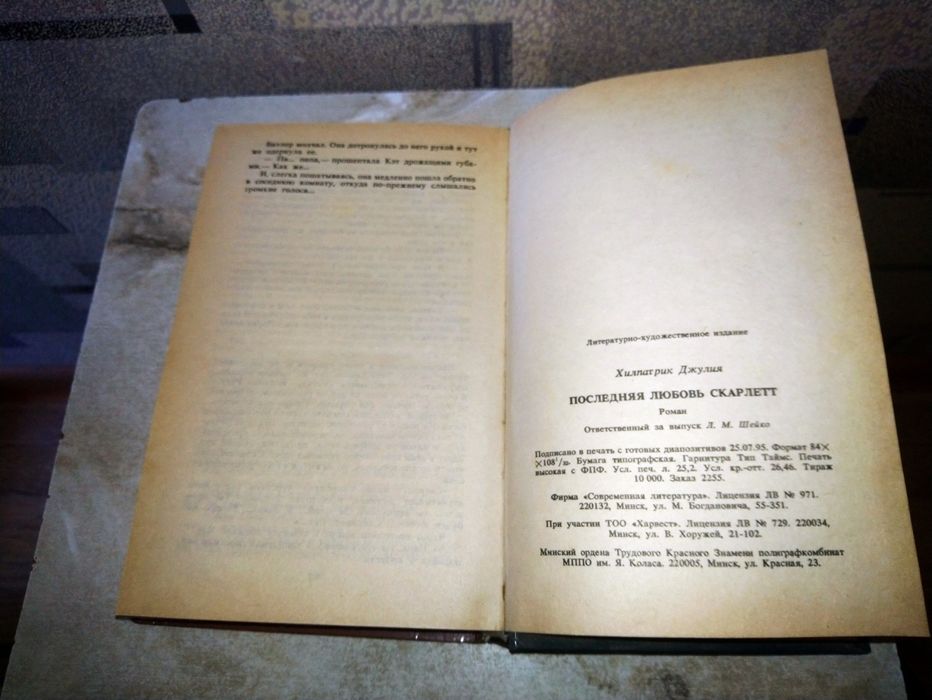 Батлер молчал. Она дотронулась до него рукой и тут
же одернула ее.
— Па... папа,— прошептала Кэт дрожащими губа-
ми,— Как же...
И, слегка пошатываясь, она медленно пошла обратно
в соседнюю комнату, откуда по-прежнему слышались
громкие голоса...
Литературно-художественное издание
Хилпатрик Джулия
ПОСЛЕДНЯЯ ЛЮБОВЬ СКАРЛЕТТ
Роман
Ответственный за выпуск Л. М. Шейко
Подписано в печать с готовых диапозитивов 25.07.95. Формат 84×
×108¹/₃₂. Бумага типографская. Гарнитура Тип Таймс. Печать
высокая с ФПФ. Усл. печ. л. 25,2. Усл. кр.-отт. 26,46. Тираж
10 000. Заказ 2255.
Фирма «Современная литература». Лицензия ЛВ № 971.
220132, Минск, ул. М. Богдановича, 55-351.
При участии ТОО «Харвест». Лицензия ЛВ № 729. 220034,
Минск, ул. В. Хоружей, 21-102.
Минский ордена Трудового Красного Знамени полиграфкомбинат
МППО им. Я. Коласа. 220005, Минск, ул. Красная, 23.